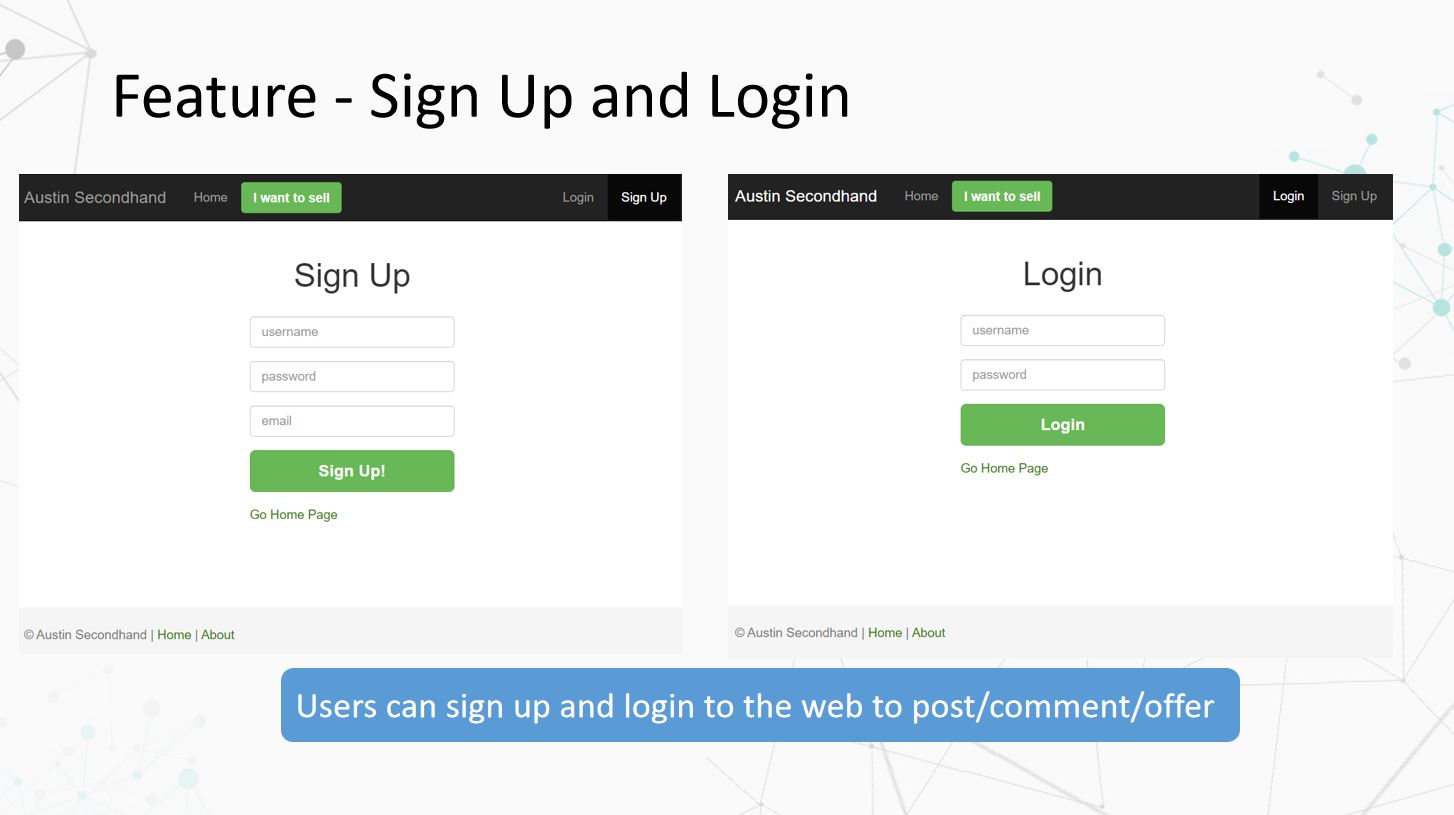 Feature - Sign Up and Login
Austin Secondhand Home I want to sell Login Sign Up
Sign Up
username
password
email
Sign Up!
Go Home Page
© Austin Secondhand | Home | About
Austin Secondhand Home I want to sell Login Sign Up
Login
username
password
Login
Go Home Page
© Austin Secondhand | Home | About
Users can sign up and login to the web to post/comment/offer